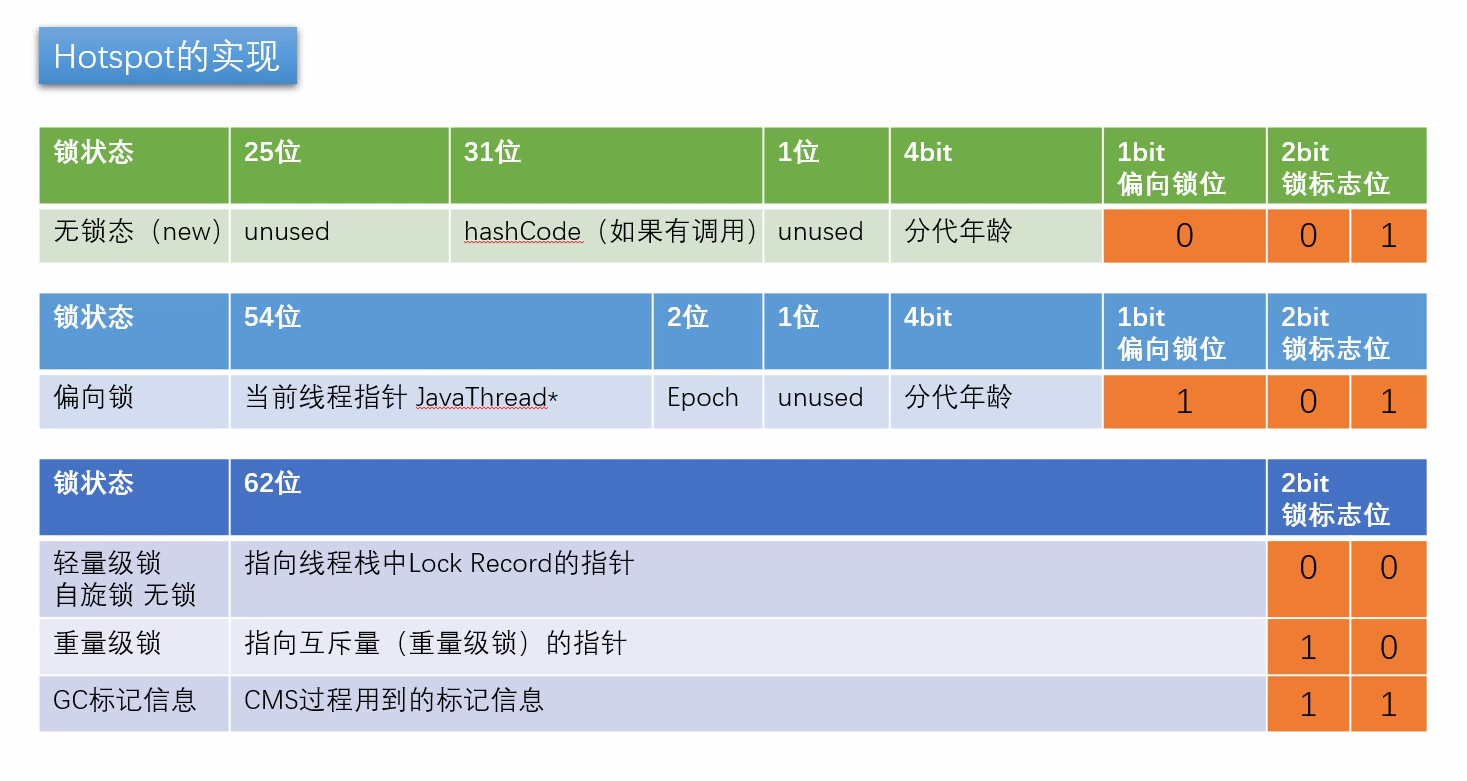 Hotspot的实现
锁状态 25位 31位 1位 4bit 1bit 2bit
偏向锁位 锁标志位
无锁态（new） unused hashCode（如果有调用） unused 分代年龄 0 0 1
锁状态 54位 2位 1位 4bit 1bit 2bit
偏向锁位 锁标志位
偏向锁 当前线程指针 JavaThread* Epoch unused 分代年龄 1 0 1
锁状态 62位 2bit
锁标志位
轻量级锁 指向线程栈中Lock Record的指针 0 0
自旋锁 无锁
重量级锁 指向互斥量（重量级锁）的指针 1 0
GC标记信息 CMS过程用到的标记信息 1 1